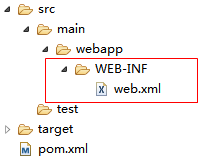 src
main
webapp
WEB-INF
web.xml
test
target
pom.xml